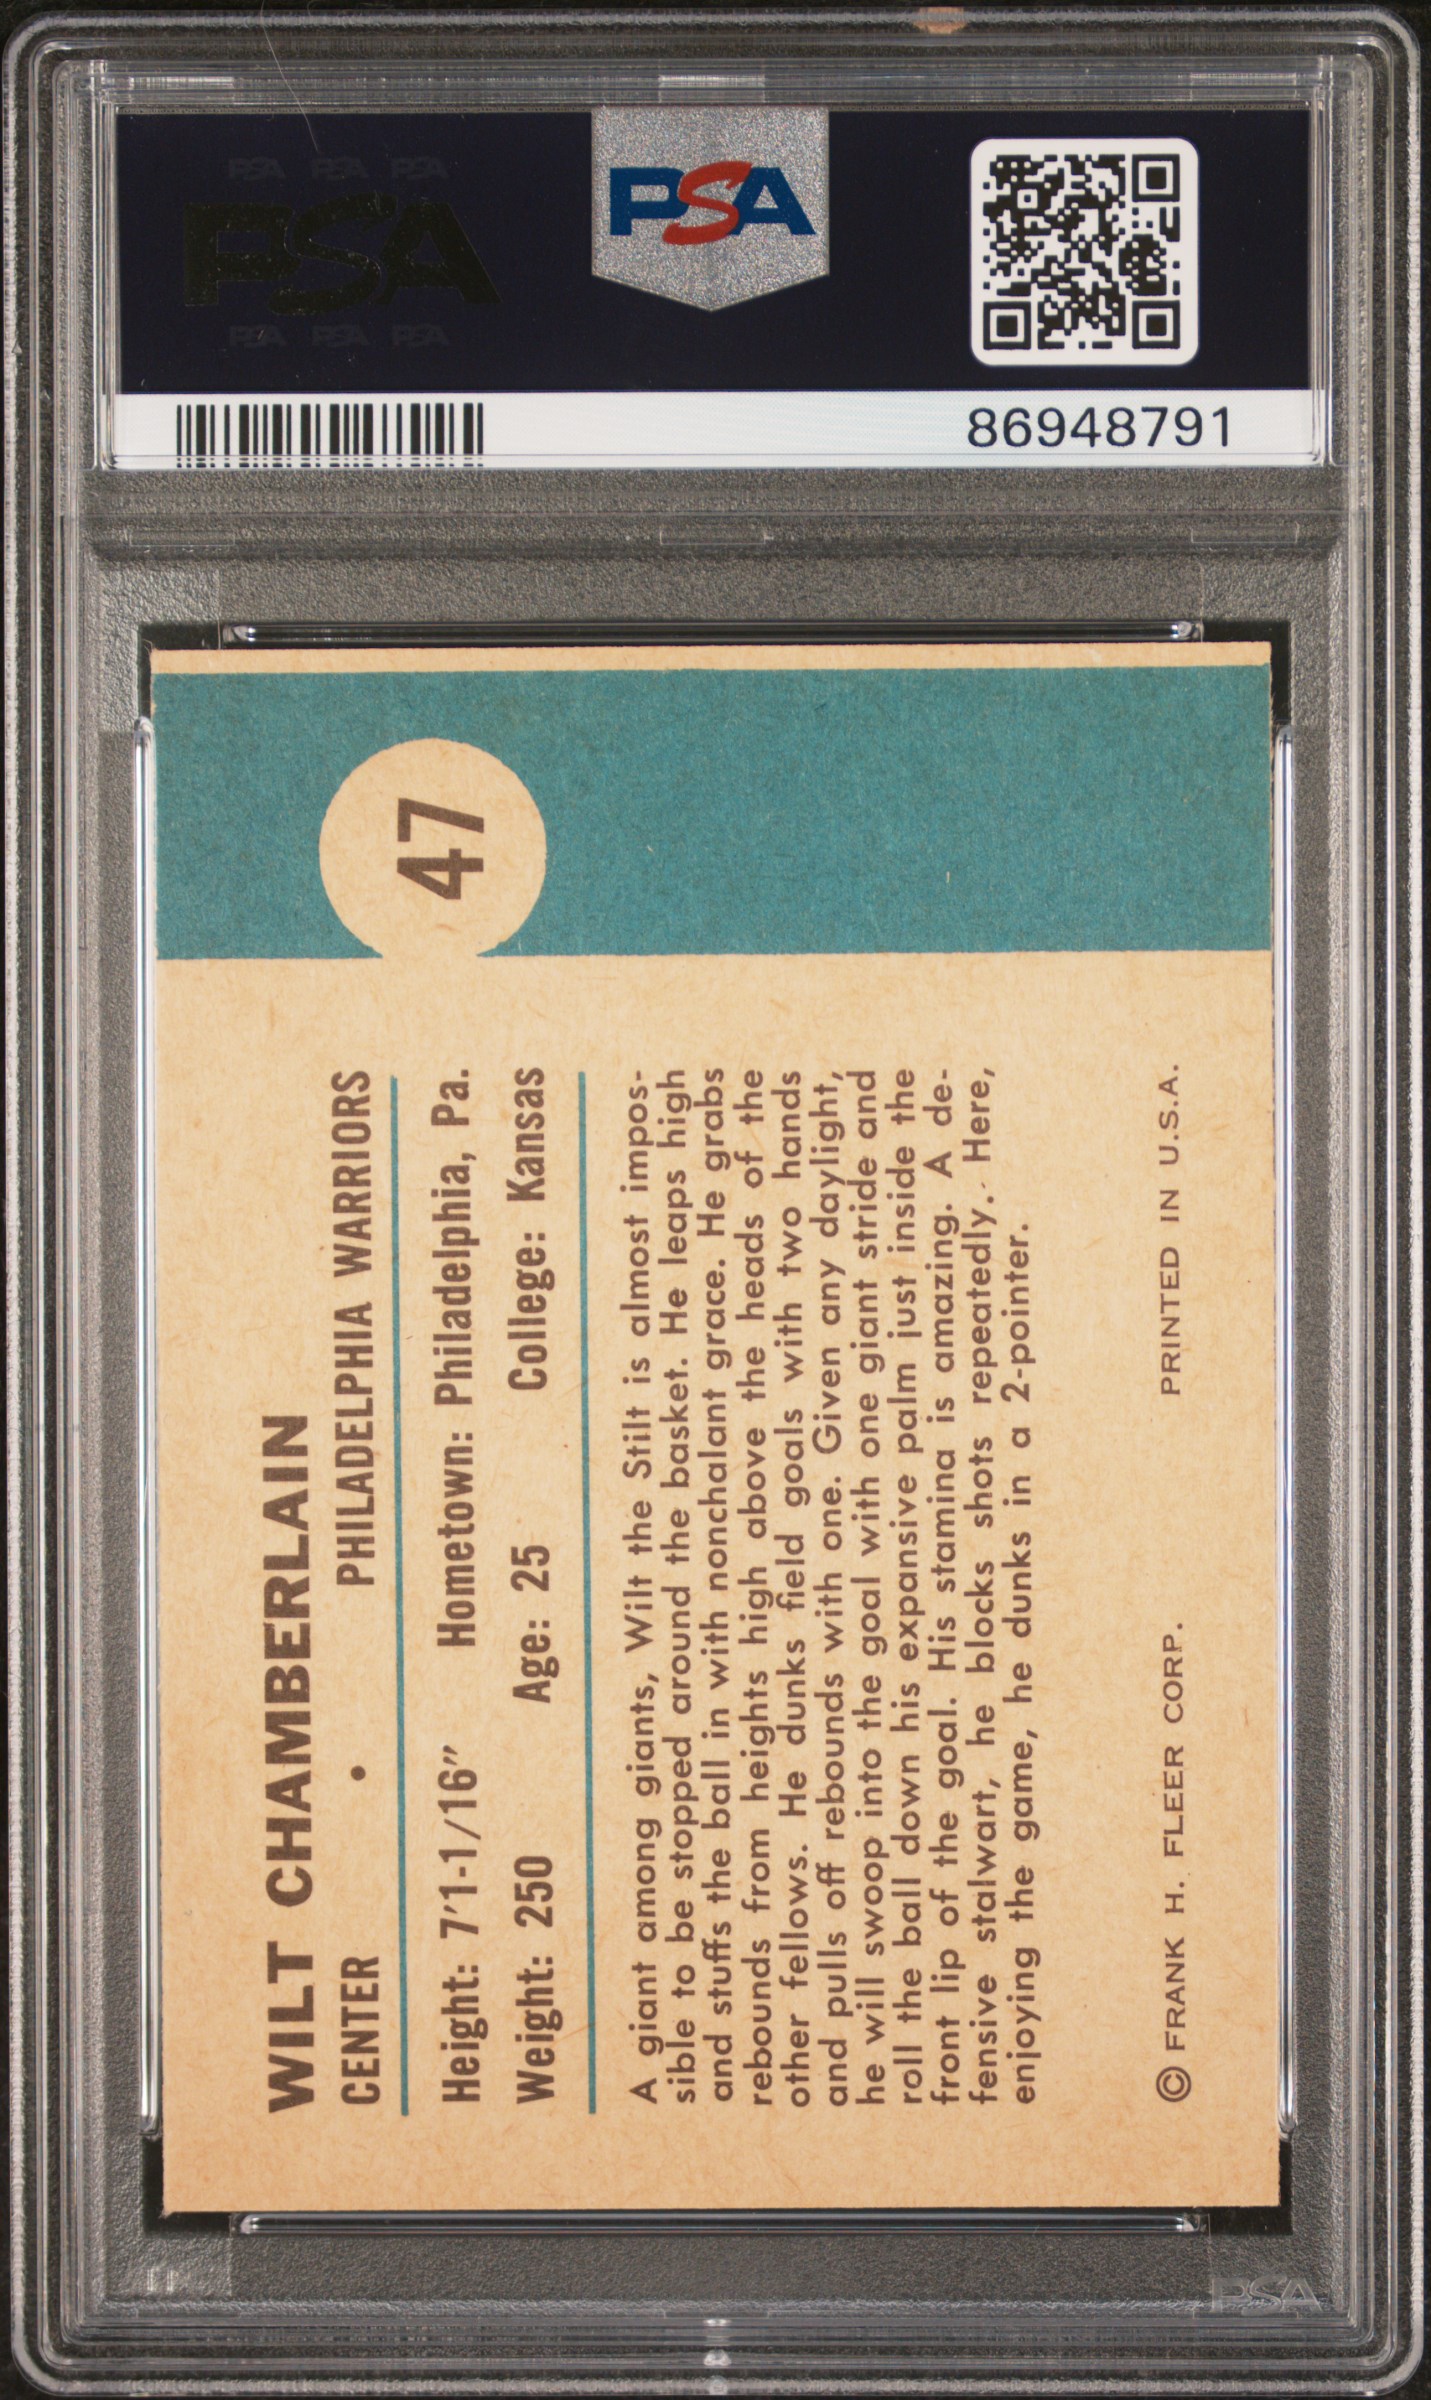 PSA PSA PSA
PSA
PSA PSA PSA
PSA
86948791
47
WILT CHAMBERLAIN
CENTER • PHILADELPHIA WARRIORS
Height: 7'1-1/16" Hometown: Philadelphia, Pa.
Weight: 250 Age: 25 College: Kansas
A giant among giants, Wilt the Stilt is almost impos-
sible to be stopped around the basket. He leaps high
and stuffs the ball in with nonchalant grace. He grabs
rebounds from heights high above the heads of the
other fellows. He dunks field goals with two hands
and pulls off rebounds with one. Given any daylight,
he will swoop into the goal with one giant stride and
roll the ball down his expansive palm just inside the
front lip of the goal. His stamina is amazing. A de-
fensive stalwart, he blocks shots repeatedly. Here,
enjoying the game, he dunks in a 2-pointer.
© FRANK H. FLEER CORP. PRINTED IN U.S.A.
PSA